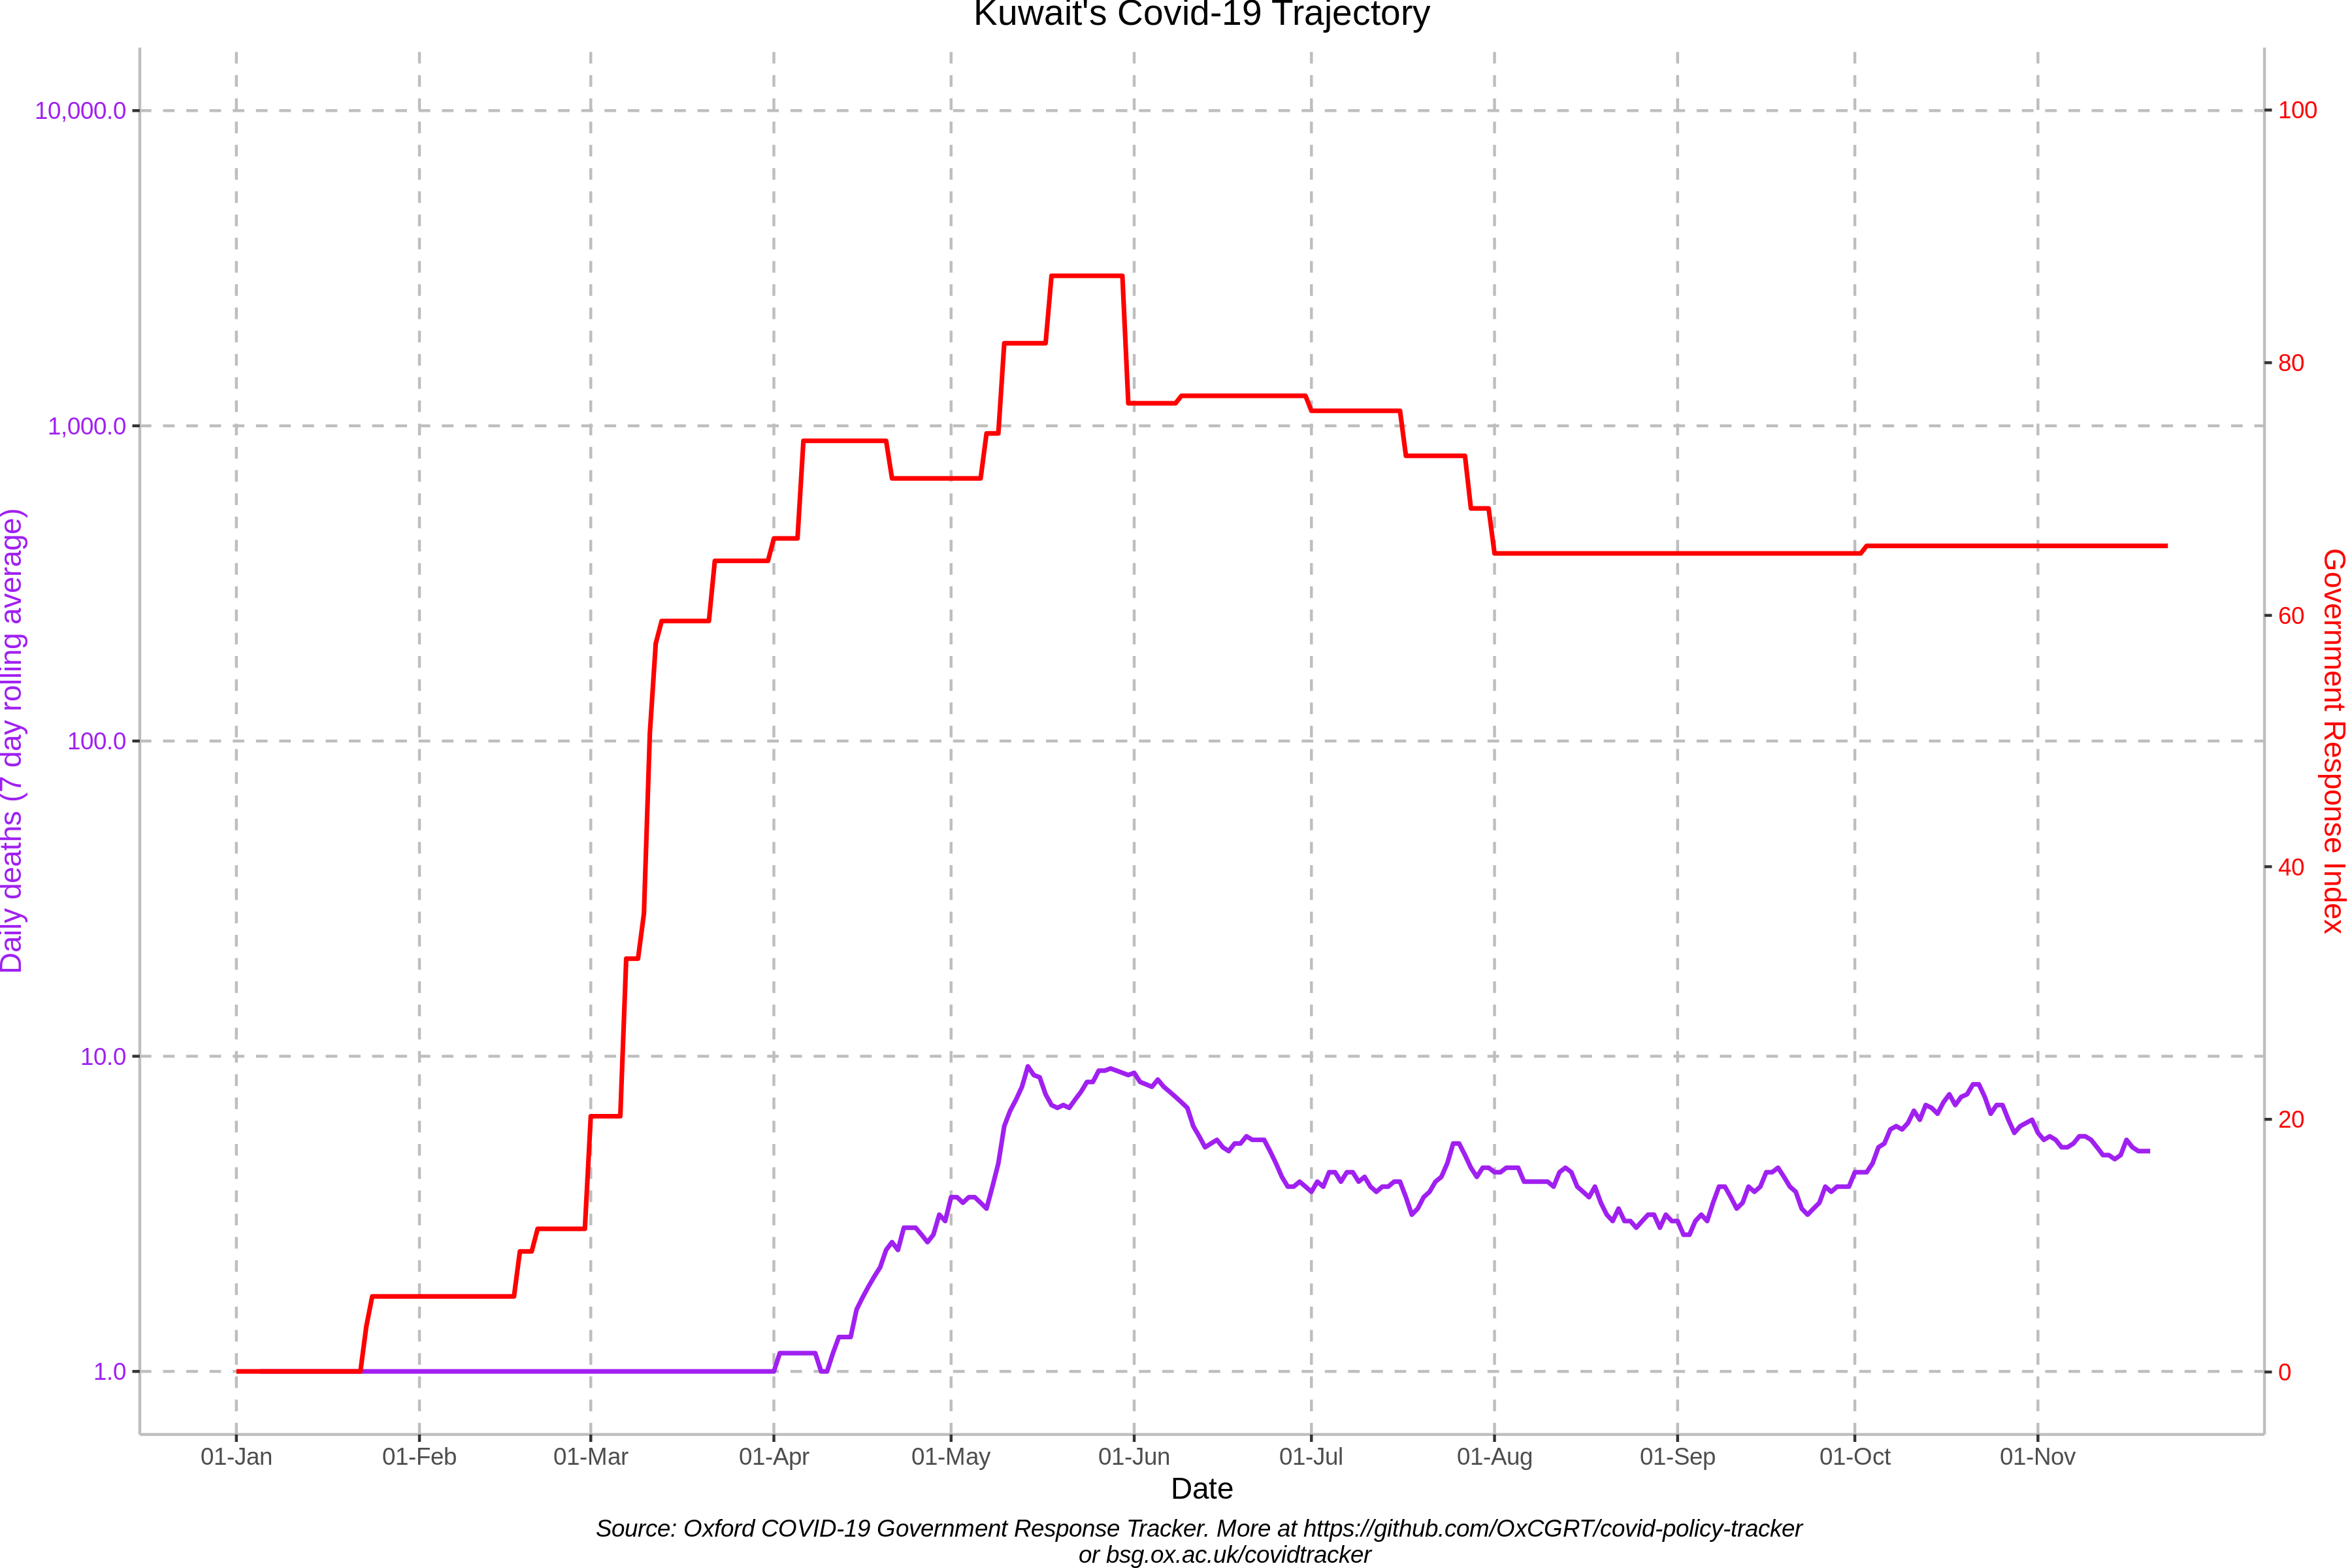 Kuwait's Covid-19 Trajectory
10,000.0
1,000.0
100.0
10.0
1.0
Daily deaths (7 day rolling average)
100
80
60
40
20
0
Government Response Index
01-Jan
01-Feb
01-Mar
01-Apr
01-May
01-Jun
01-Jul
01-Aug
01-Sep
01-Oct
01-Nov
Date
Source: Oxford COVID-19 Government Response Tracker. More at https://github.com/OxCGRT/covid-policy-tracker
or bsg.ox.ac.uk/covidtracker